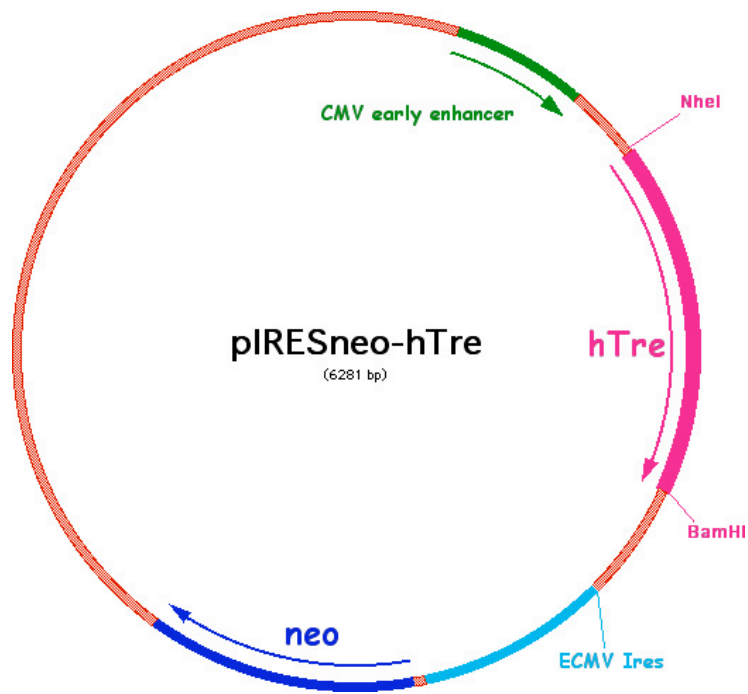 CMV early enhancer
NheI
pIRESneo-hTre
(6281 bp)
hTre
BamHI
neo
ECMV Ires